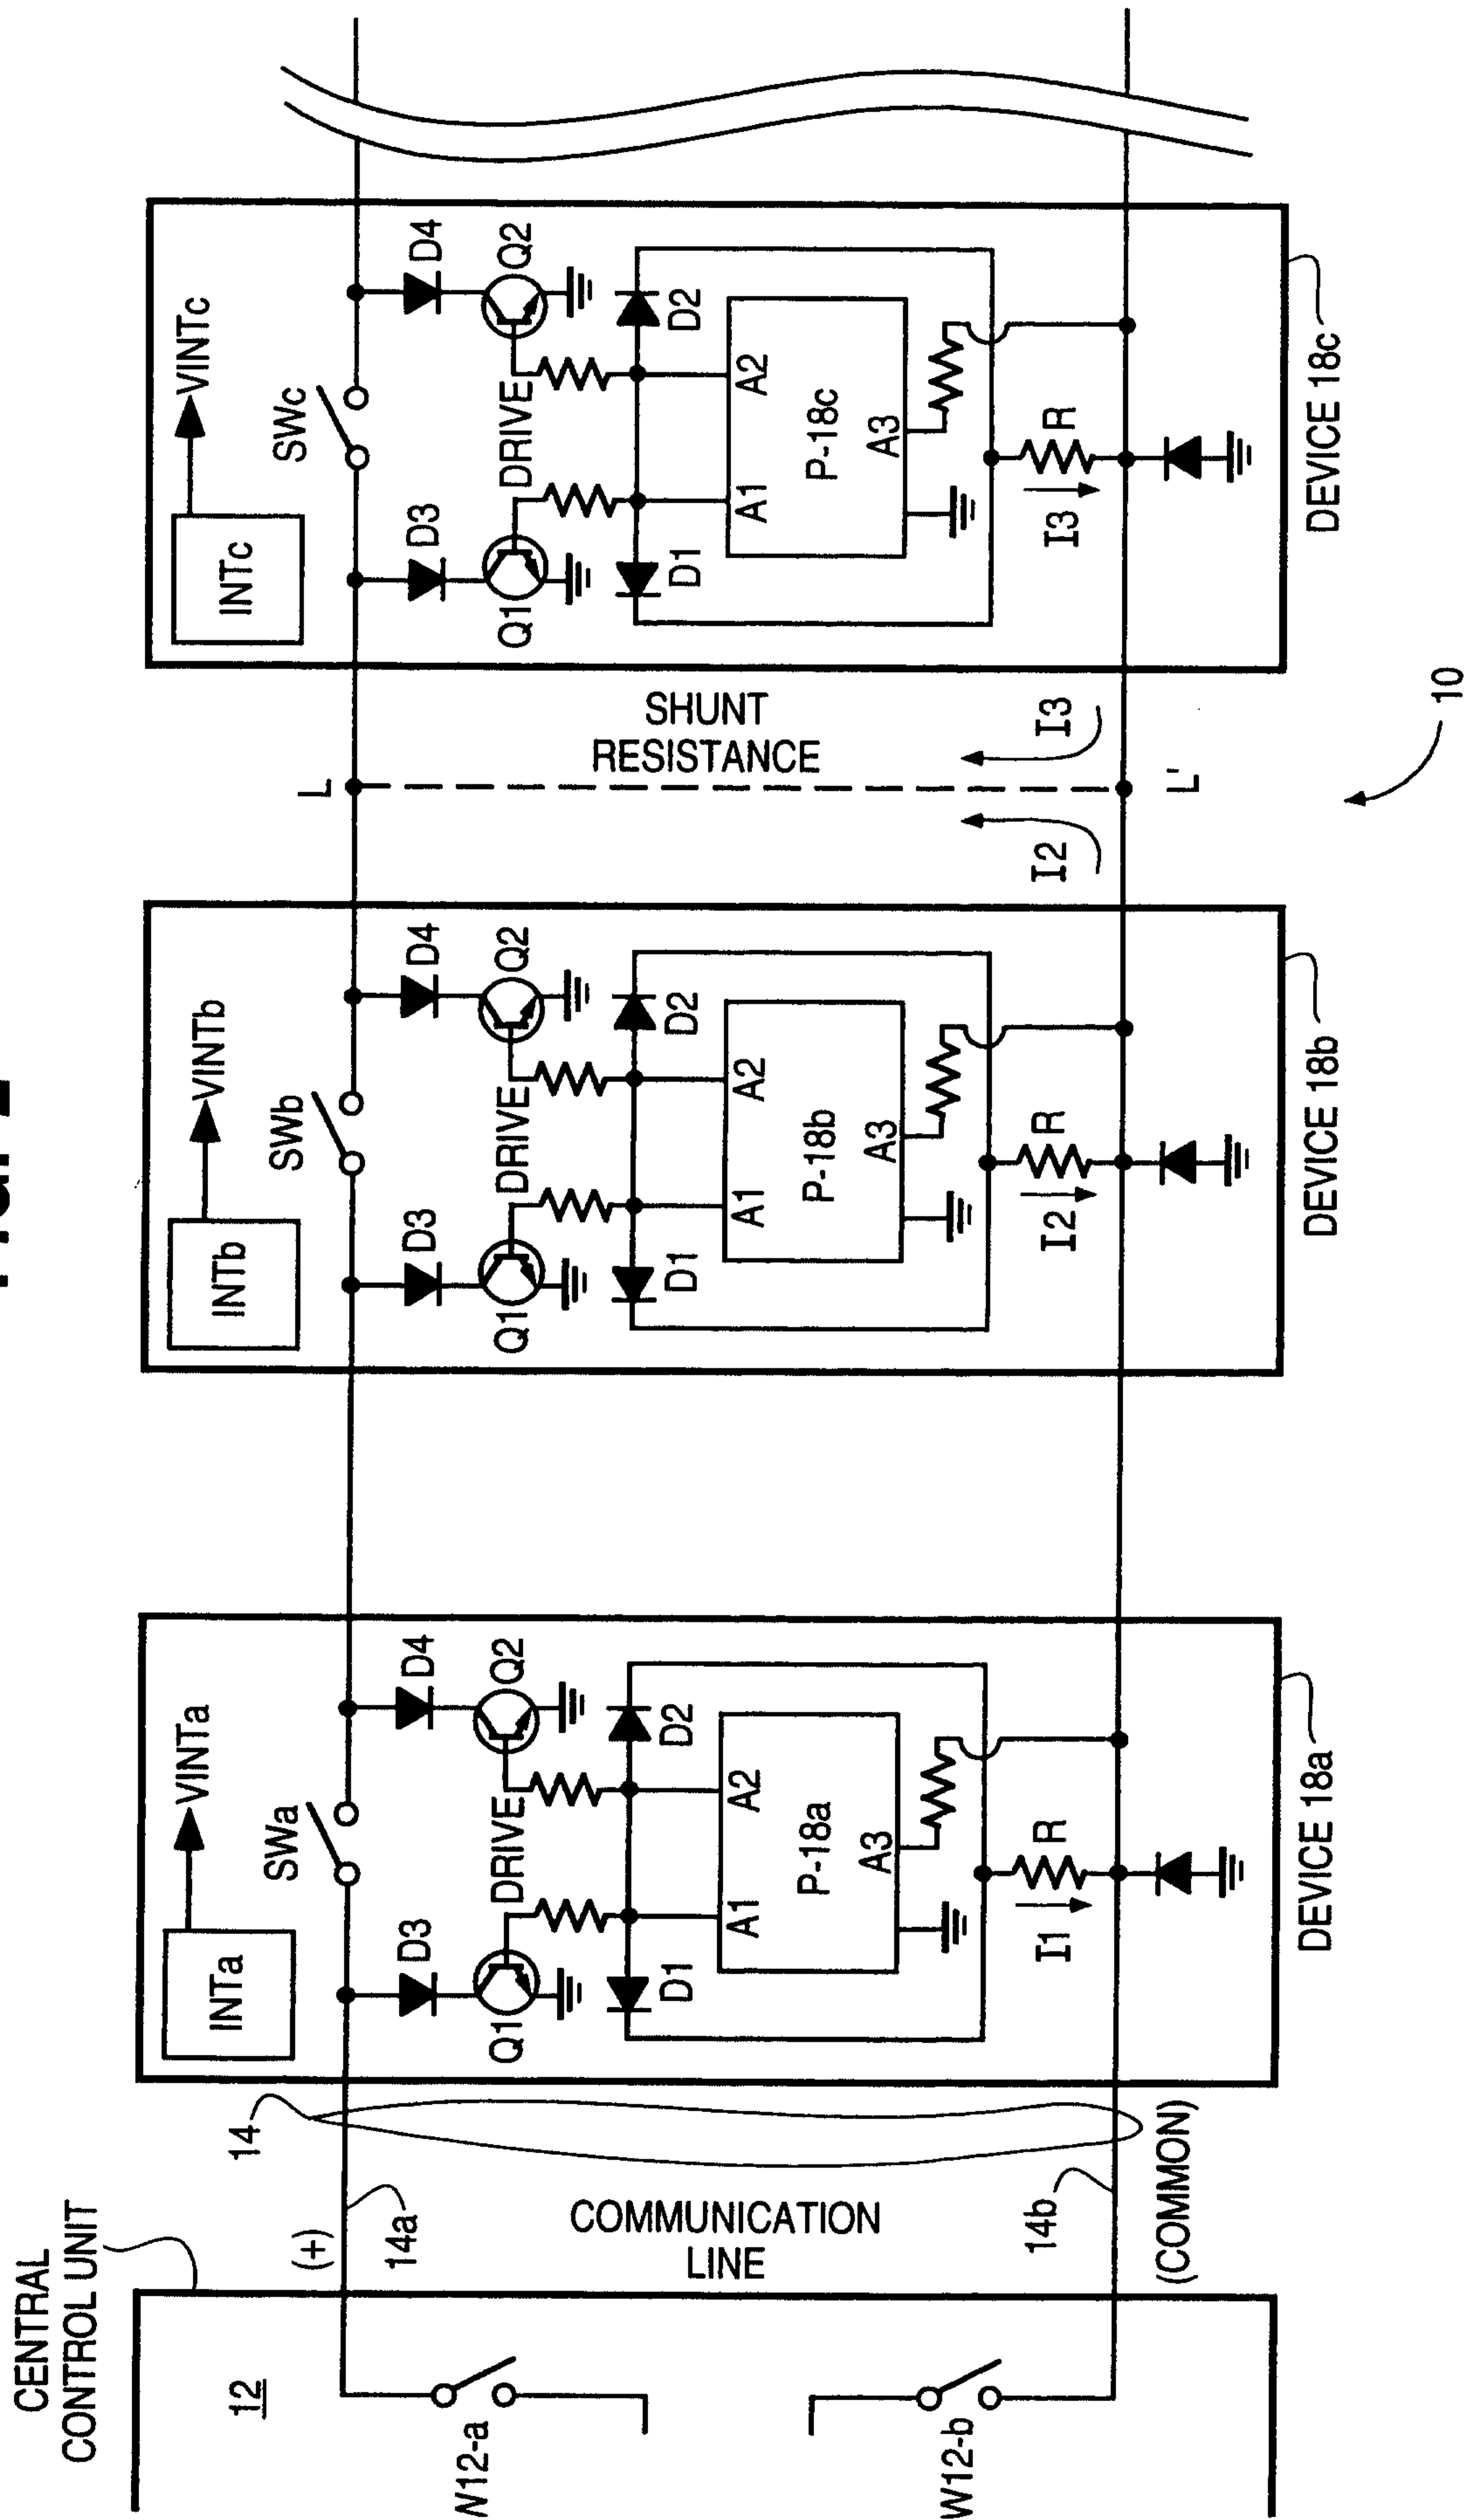 CENTRAL
CONTROL UNIT
12
(+)
14
14a
COMMUNICATION
LINE
14b
(COMMON)
W12-a
W12-b
INTa
VINTa
SWa
D3
D4
Q1
DRIVE
Q2
D1
D2
A1
A2
P-18a
A3
I1
R
DEVICE 18a
INTb
VINTb
SWb
D3
D4
Q1
DRIVE
Q2
D1
D2
A1
A2
P-18b
A3
I2
R
DEVICE 18b
L
SHUNT
RESISTANCE
I2
I3
L'
10
INTc
VINTc
SWc
D3
D4
Q1
DRIVE
Q2
D1
D2
A1
A2
P-18c
A3
I3
R
DEVICE 18c